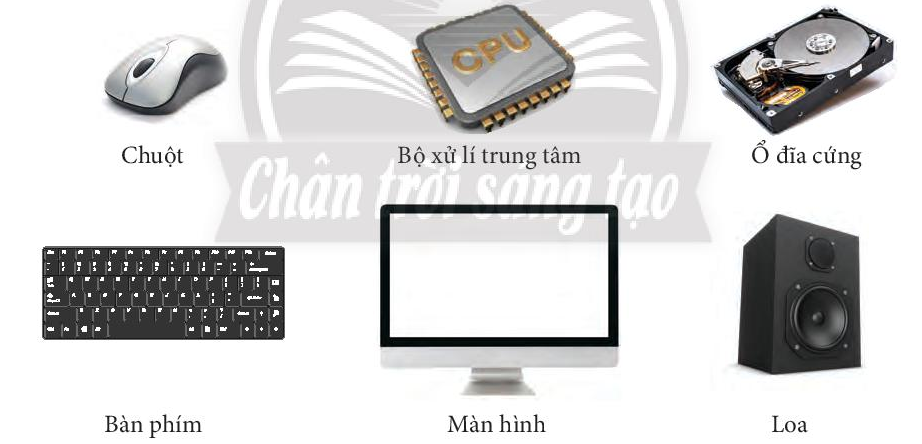 CPU
Chuột
Bộ xử lí trung tâm
Ổ đĩa cứng
Chân trời sáng tạo
Bàn phím
Màn hình
Loa